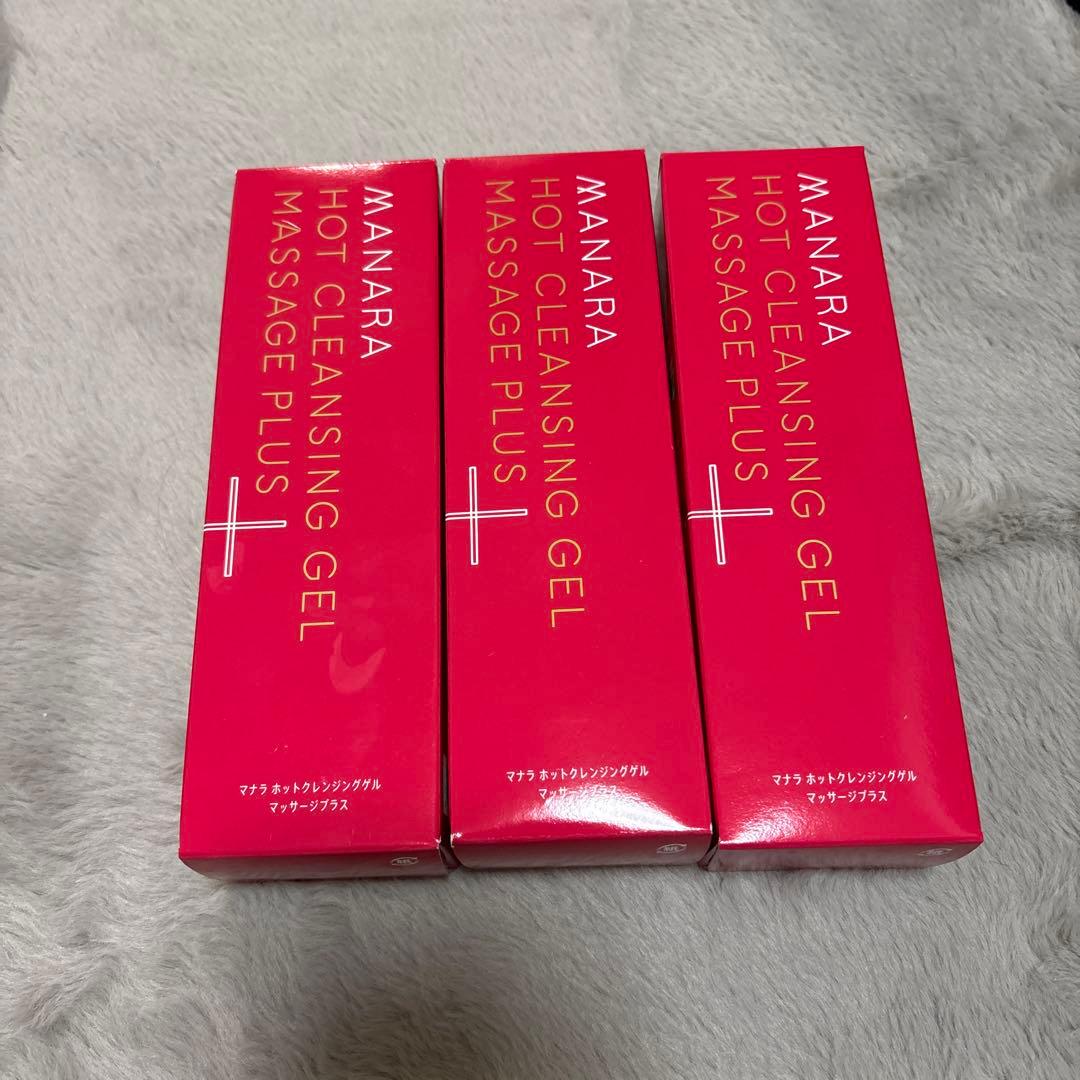 MANARA
HOT CLEANSING GEL
MASSAGE PLUS
マナラ ホットクレンジングゲル
マッサージプラス
MANARA
HOT CLEANSING GEL
MASSAGE PLUS
マナラ ホットクレンジングゲル
マッサージプラス
MANARA
HOT CLEANSING GEL
MASSAGE PLUS
マナラ ホットクレンジングゲル
マッサージプラス